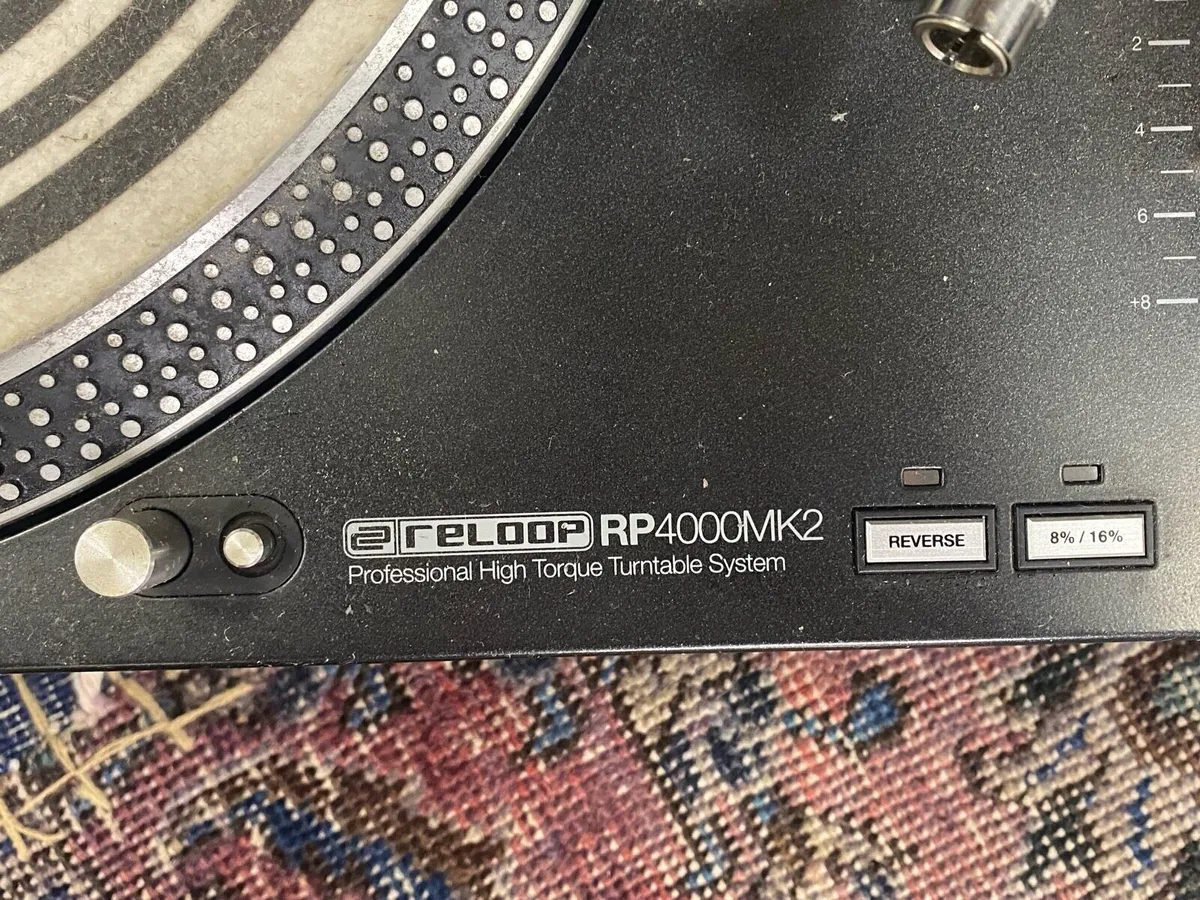 2
4
6
+8
reloop RP4000MK2
Professional High Torque Turntable System
REVERSE
8% / 16%